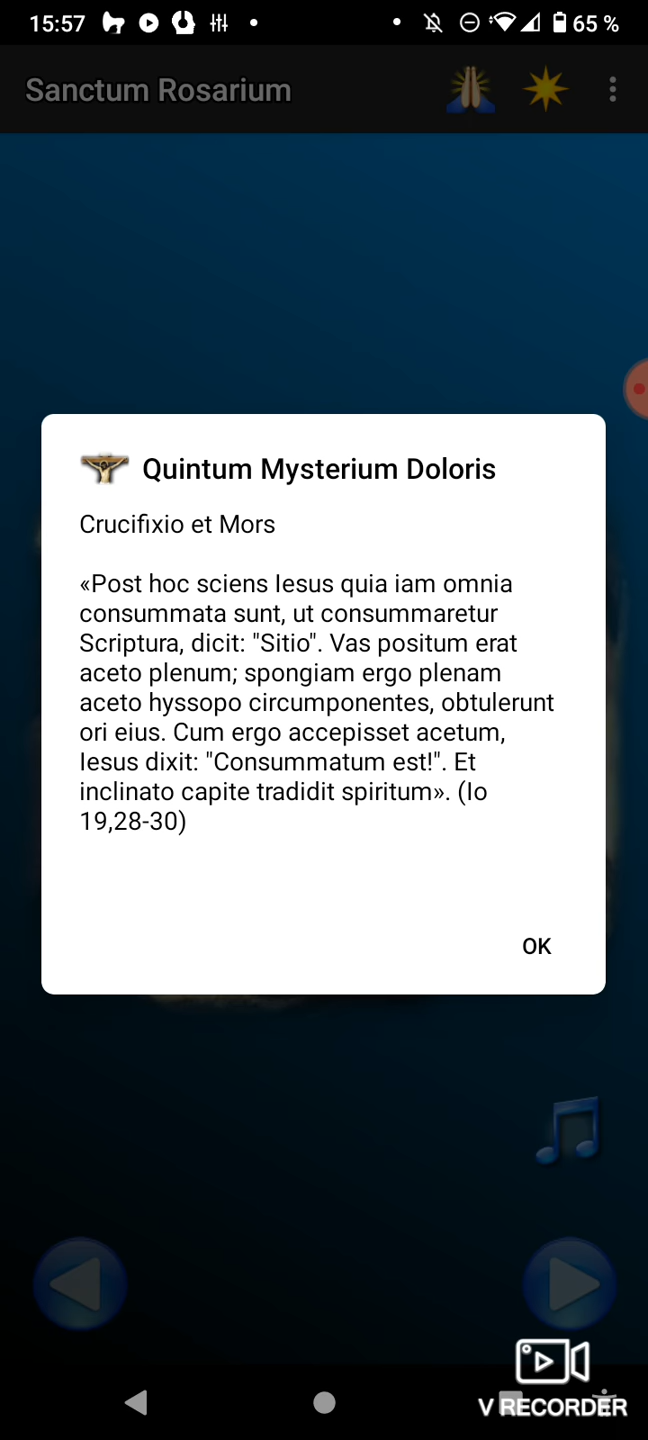 15:57
65 %
Sanctum Rosarium
Quintum Mysterium Doloris
Crucifixio et Mors
«Post hoc sciens Iesus quia iam omnia
consummata sunt, ut consummaretur
Scriptura, dicit: "Sitio". Vas positum erat
aceto plenum; spongiam ergo plenam
aceto hyssopo circumponentes, obtulerunt
ori eius. Cum ergo accepisset acetum,
Iesus dixit: "Consummatum est!". Et
inclinato capite tradidit spiritum». (Io
19,28-30)
OK
V RECORDER